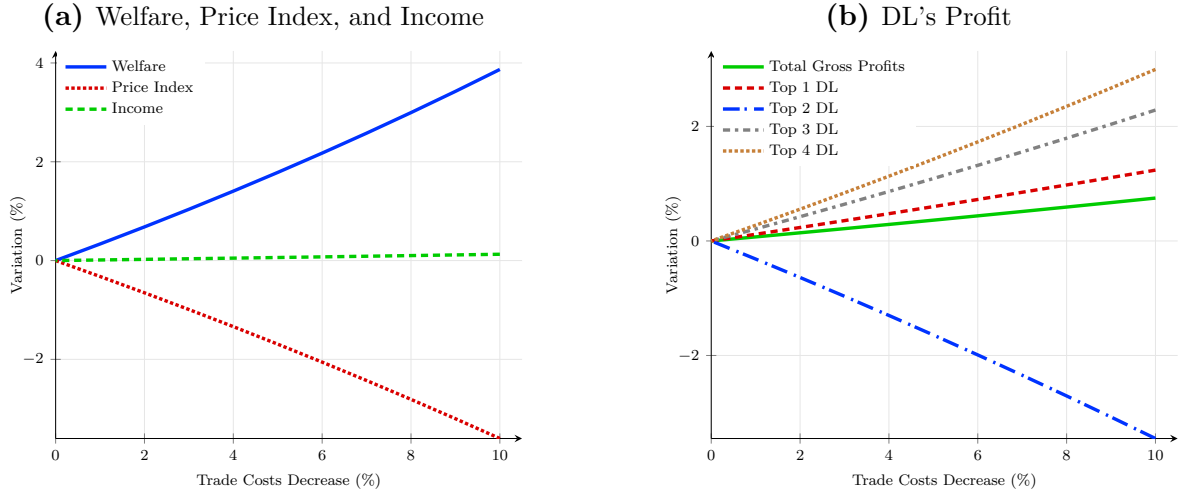 (a) Welfare, Price Index, and Income
Welfare
Price Index
Income
4
2
0
−2
Variation (%)
0 2 4 6 8 10
Trade Costs Decrease (%)
(b) DL's Profit
Total Gross Profits
Top 1 DL
Top 2 DL
Top 3 DL
Top 4 DL
2
0
−2
Variation (%)
0 2 4 6 8 10
Trade Costs Decrease (%)